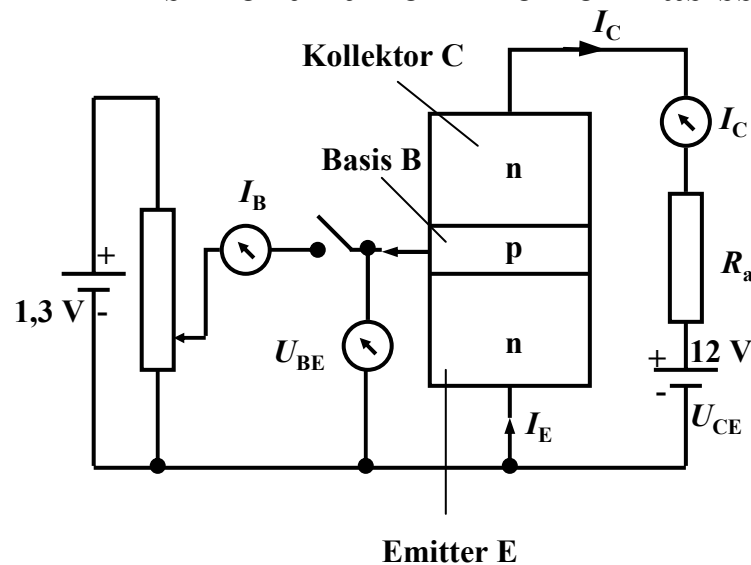 I_C
Kollektor C
I_C
n
Basis B
I_B
p
R_a
+
1,3 V
-
U_BE
n
+
12 V
-
U_CE
I_E
Emitter E